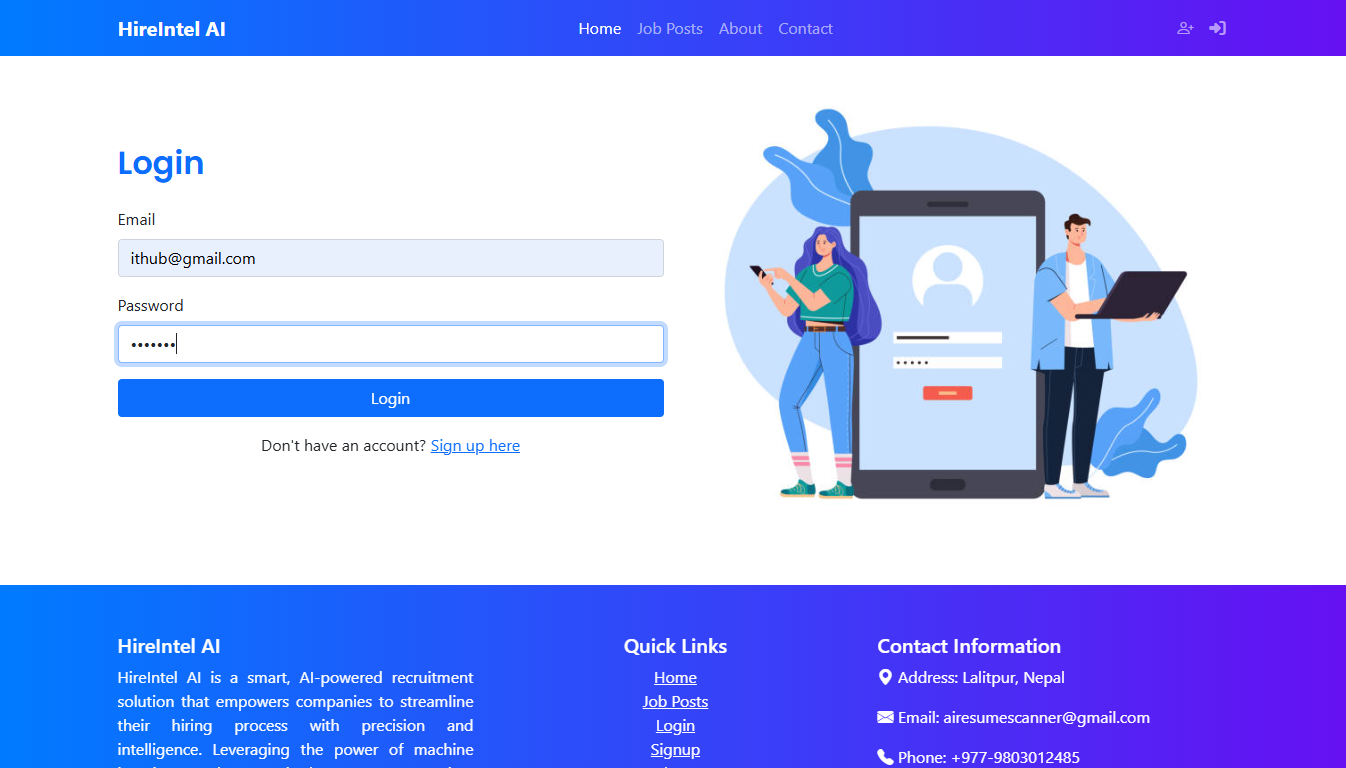 HireIntel AI
Home Job Posts About Contact
Login
Email
ithub@gmail.com
Password
•••••••
Login
Don't have an account? Sign up here
HireIntel AI
HireIntel AI is a smart, AI-powered recruitment
solution that empowers companies to streamline
their hiring process with precision and
intelligence. Leveraging the power of machine
Quick Links
Home
Job Posts
Login
Signup
Contact Information
Address: Lalitpur, Nepal
Email: airesumescanner@gmail.com
Phone: +977-9803012485